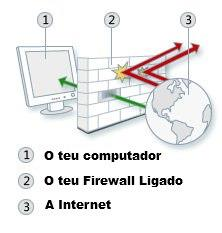 1 2 3
1 O teu computador
2 O teu Firewall Ligado
3 A Internet